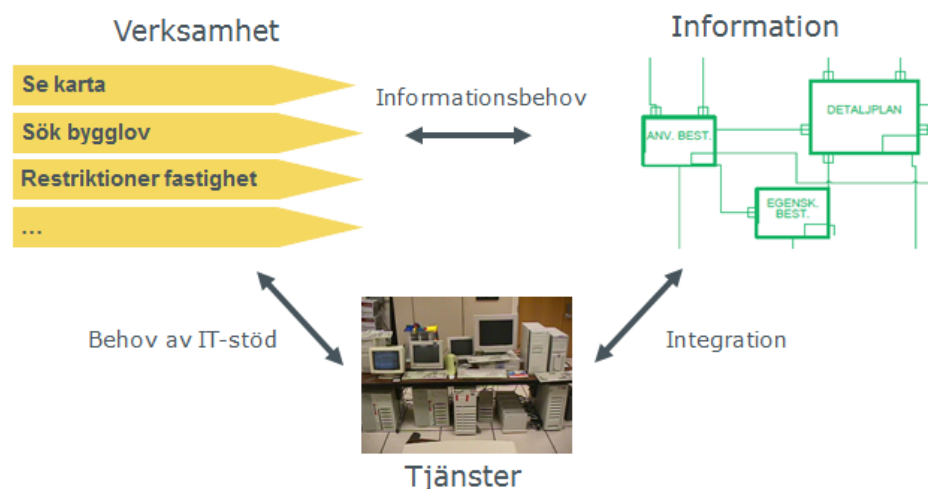 Verksamhet
Information
Se karta
Sök bygglov
Restriktioner fastighet
...
Informationsbehov
DETALJPLAN
ANV. BEST.
EGENSK.
BEST.
Behov av IT-stöd
Integration
Tjänster